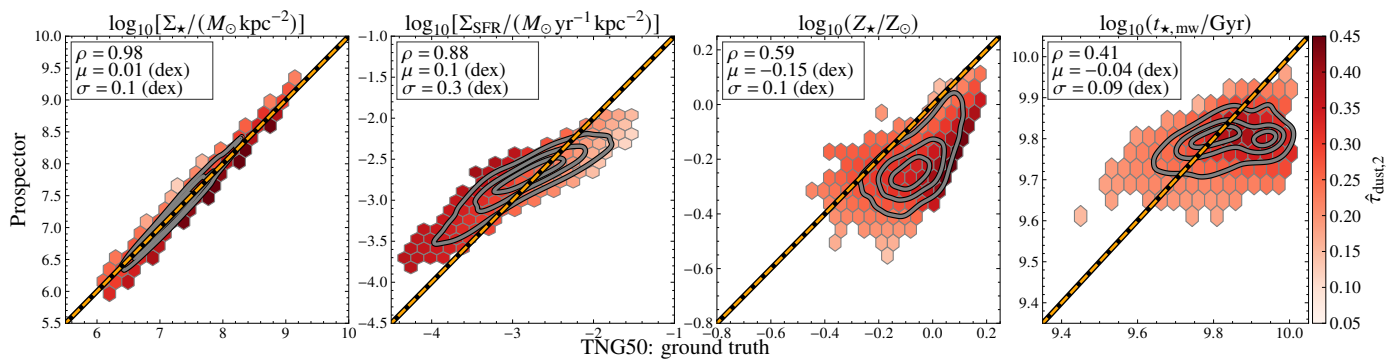 log₁₀[Σ⋆/(M⊙ kpc⁻²)]
ρ = 0.98
μ = 0.01 (dex)
σ = 0.1 (dex)
10.0
9.5
9.0
8.5
8.0
7.5
7.0
6.5
6.0
5.5
6 7 8 9 10
Prospector
log₁₀[Σ_SFR/(M⊙ yr⁻¹ kpc⁻²)]
ρ = 0.88
μ = 0.1 (dex)
σ = 0.3 (dex)
−1.0
−1.5
−2.0
−2.5
−3.0
−3.5
−4.0
−4.5
−4 −3 −2 −1
log₁₀(Z⋆/Z⊙)
ρ = 0.59
μ = −0.15 (dex)
σ = 0.1 (dex)
0.2
0.0
−0.2
−0.4
−0.6
−0.8
−0.8 −0.6 −0.4 −0.2 0.0 0.2
log₁₀(t⋆,mw/Gyr)
ρ = 0.41
μ = −0.04 (dex)
σ = 0.09 (dex)
10.0
9.9
9.8
9.7
9.6
9.5
9.4
9.4 9.6 9.8 10.0
TNG50: ground truth
0.45
0.40
0.35
0.30
0.25
0.20
0.15
0.10
0.05
τ̂_dust,2